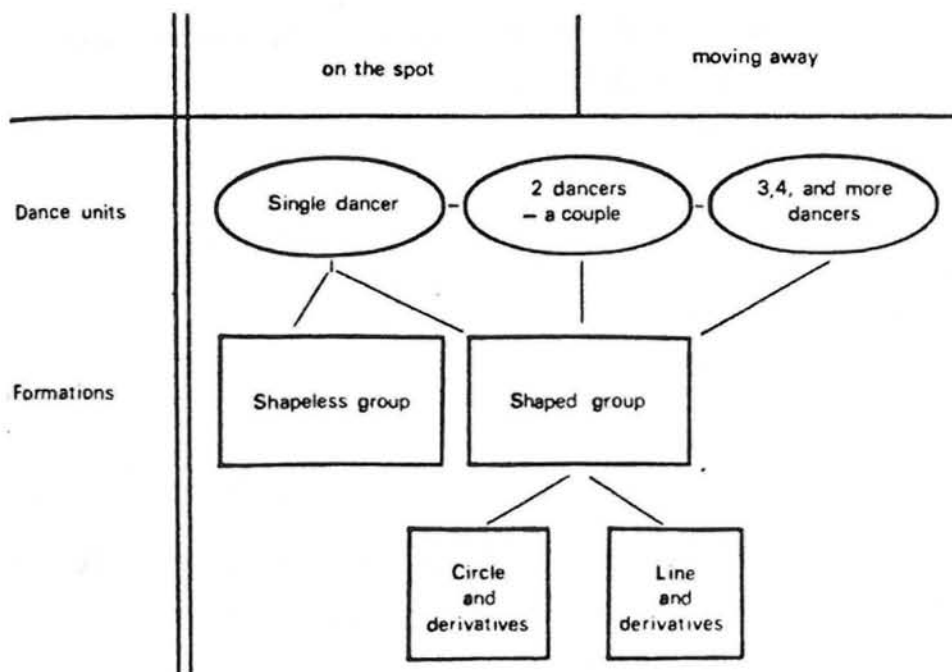 on the spot
moving away
Dance units
Single dancer
2 dancers
– a couple
3,4, and more
dancers
Formations
Shapeless group
Shaped group
Circle
and
derivatives
Line
and
derivatives